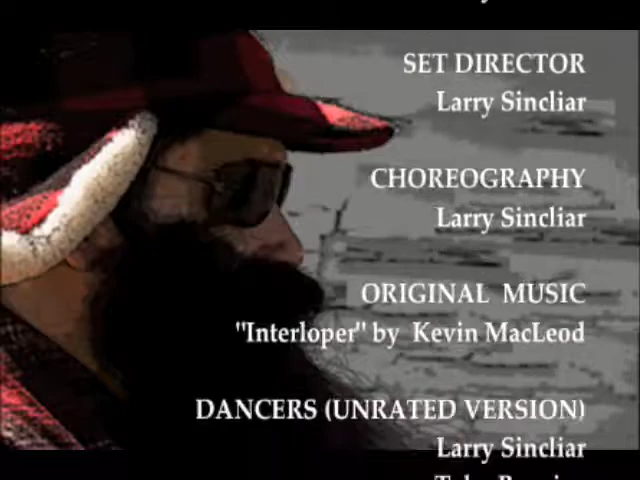 SET DIRECTOR
Larry Sincliar
CHOREOGRAPHY
Larry Sincliar
ORIGINAL MUSIC
"Interloper" by Kevin MacLeod
DANCERS (UNRATED VERSION)
Larry Sincliar